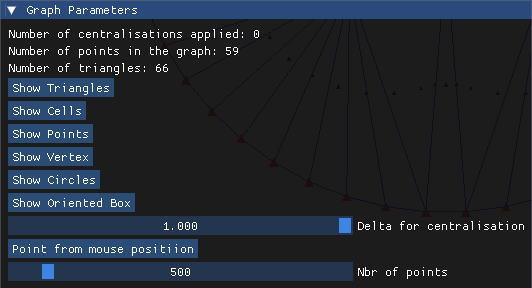 Graph Parameters
Number of centralisations applied: 0
Number of points in the graph: 59
Number of triangles: 66
Show Triangles
Show Cells
Show Points
Show Vertex
Show Circles
Show Oriented Box
1.000 Delta for centralisation
Point from mouse positiion
500 Nbr of points